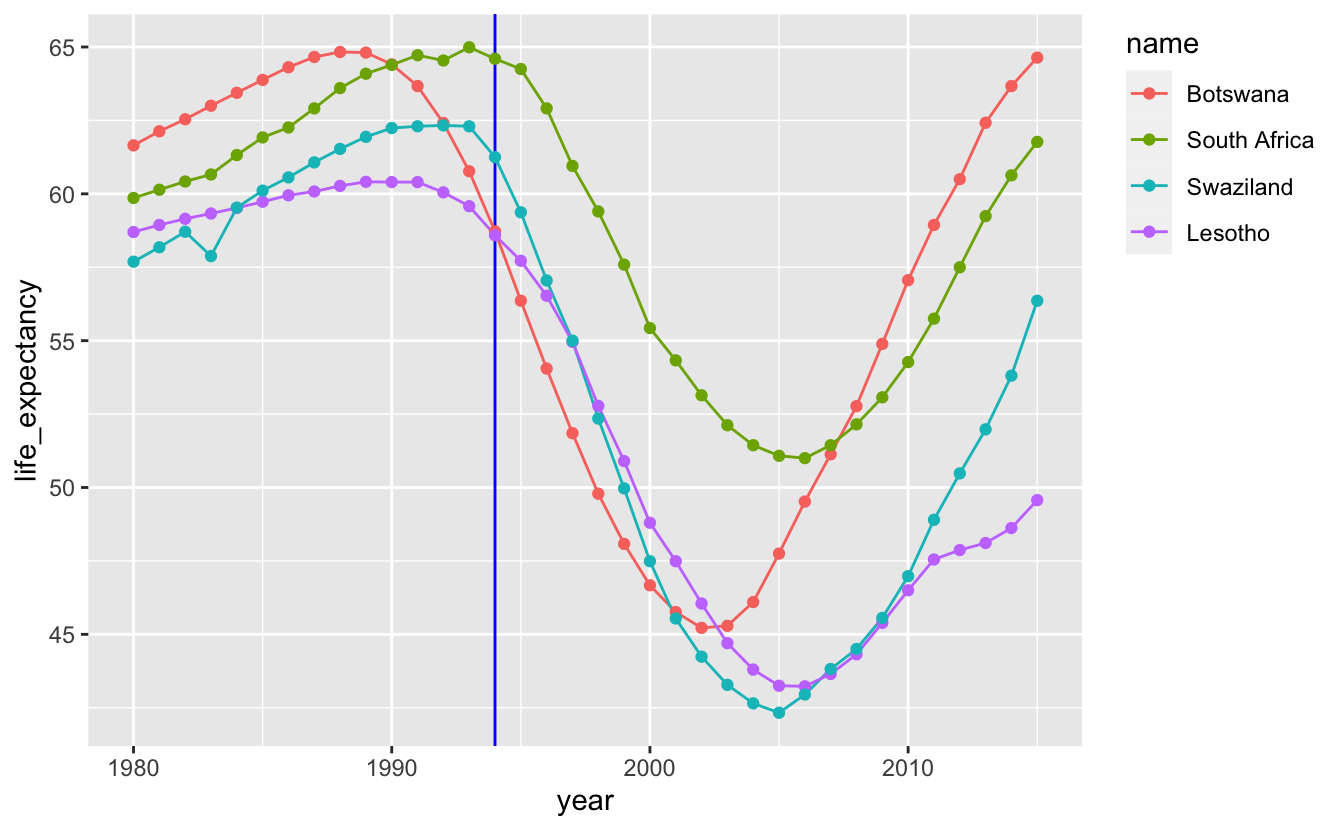 65
60
55
50
45
life_expectancy
1980 1990 2000 2010
year
name
Botswana
South Africa
Swaziland
Lesotho